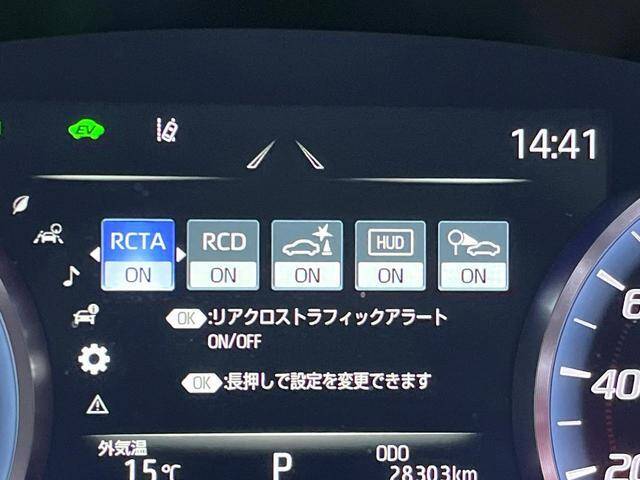 EV
14:41
RCTA
RCD
HUD
ON
ON
ON
ON
ON
OK :リアクロストラフィックアラート
ON/OFF
OK :長押しで設定を変更できます
40
20
外気温
ODO
15℃
P
28303km